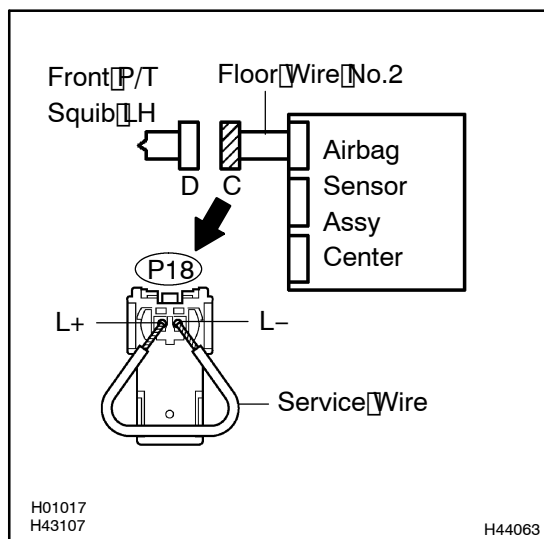 Front P/T
Squib LH
Floor Wire No.2
D
C
Airbag
Sensor
Assy
Center
P18
L+
L−
Service Wire
H01017
H43107
H44063